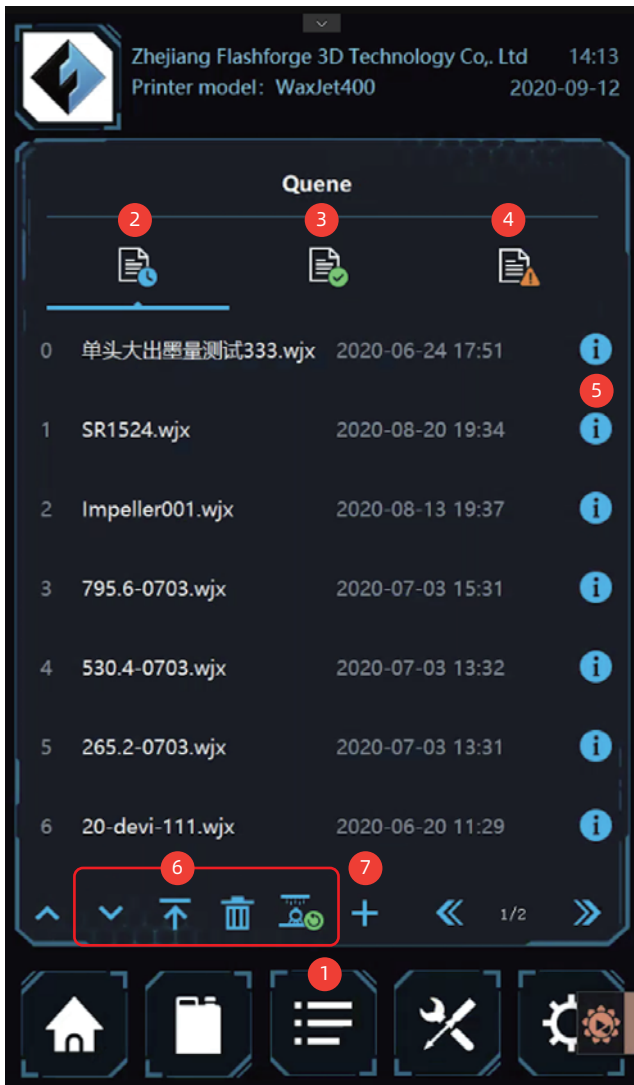 Zhejiang Flashforge 3D Technology Co,. Ltd 14:13
Printer model: WaxJet400 2020-09-12
Quene
2 3 4
0 单头大出墨量测试333.wjx 2020-06-24 17:51
5
1 SR1524.wjx 2020-08-20 19:34
2 Impeller001.wjx 2020-08-13 19:37
3 795.6-0703.wjx 2020-07-03 15:31
4 530.4-0703.wjx 2020-07-03 13:32
5 265.2-0703.wjx 2020-07-03 13:31
6 20-devi-111.wjx 2020-06-20 11:29
6 7
1/2
1